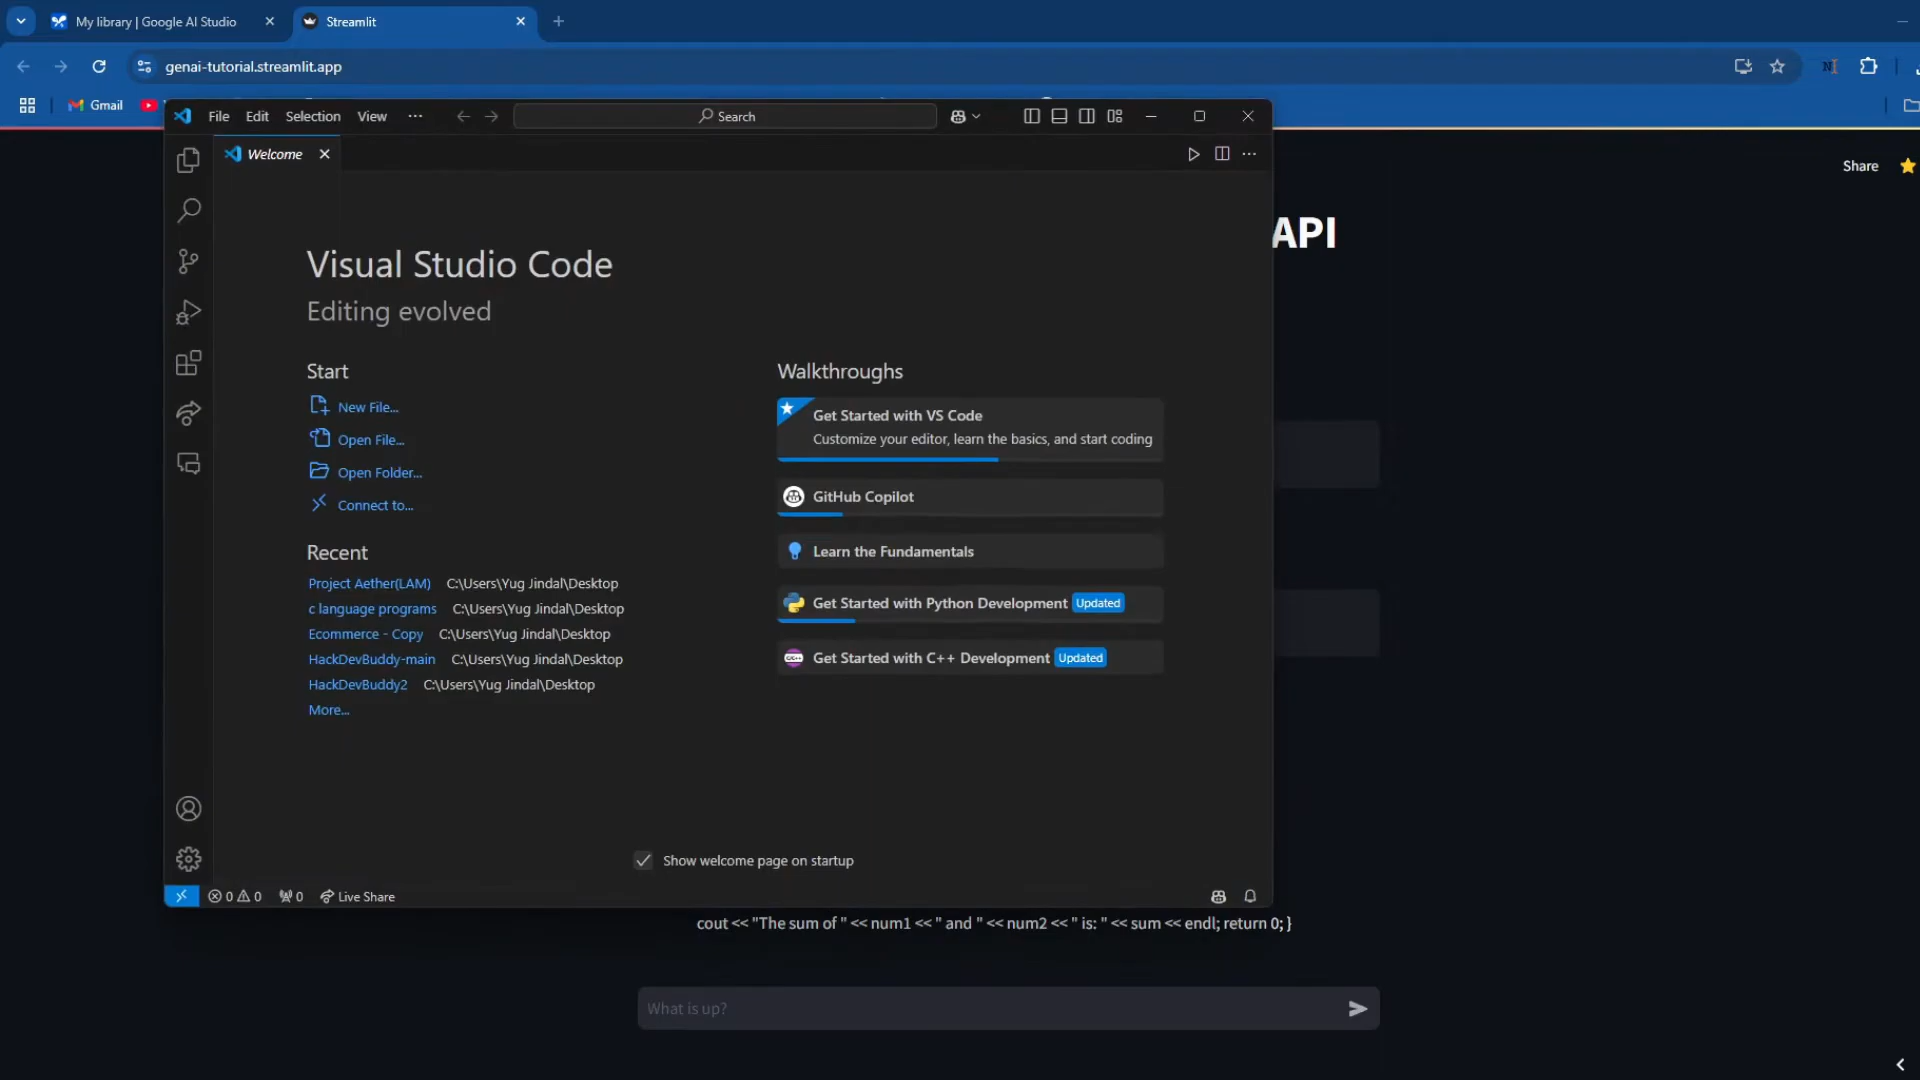 My library | Google AI Studio
Streamlit
genai-tutorial.streamlit.app
Gmail
File Edit Selection View ··· Search
Welcome
Share
API
Visual Studio Code
Editing evolved
Start
New File...
Open File...
Open Folder...
Connect to...
Recent
Project Aether(LAM) C:\Users\Yug Jindal\Desktop
c language programs C:\Users\Yug Jindal\Desktop
Ecommerce - Copy C:\Users\Yug Jindal\Desktop
HackDevBuddy-main C:\Users\Yug Jindal\Desktop
HackDevBuddy2 C:\Users\Yug Jindal\Desktop
More...
Walkthroughs
Get Started with VS Code
Customize your editor, learn the basics, and start coding
GitHub Copilot
Learn the Fundamentals
Get Started with Python Development Updated
Get Started with C++ Development Updated
Show welcome page on startup
0 0 0 Live Share
cout << "The sum of " << num1 << " and " << num2 << " is: " << sum << endl; return 0; }
What is up?